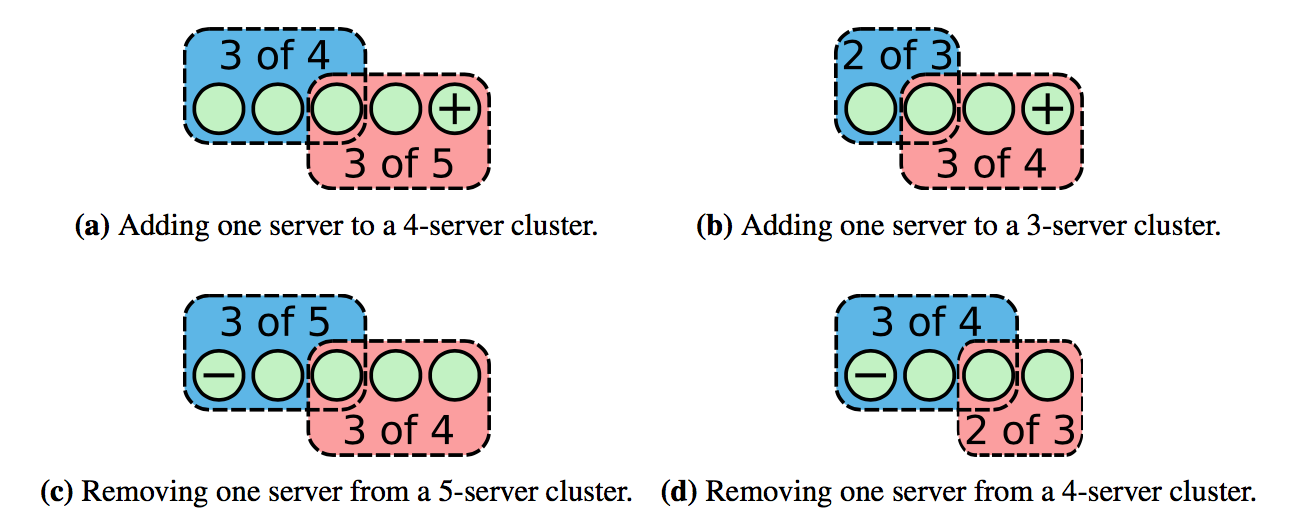 3 of 4
+
3 of 5
(a) Adding one server to a 4-server cluster.
2 of 3
+
3 of 4
(b) Adding one server to a 3-server cluster.
3 of 5
−
3 of 4
(c) Removing one server from a 5-server cluster.
3 of 4
−
2 of 3
(d) Removing one server from a 4-server cluster.